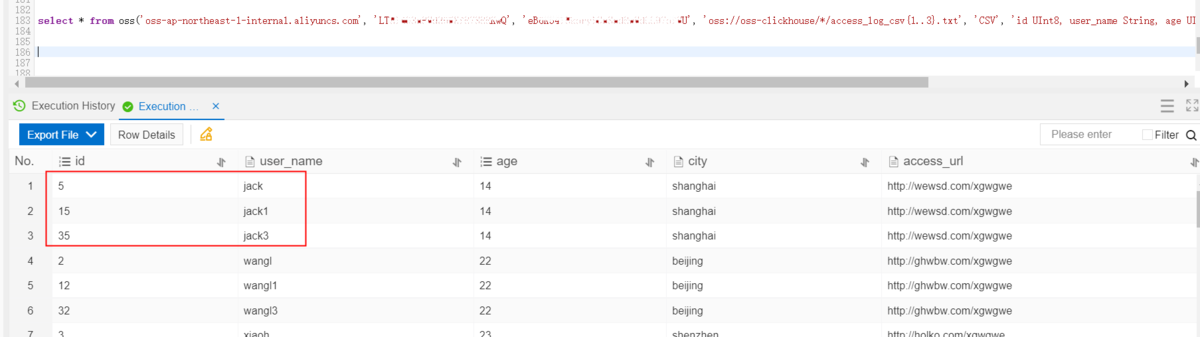 182
183 select * from oss('oss-ap-northeast-1-internal.aliyuncs.com', 'LT* RwQ', 'eBoA54 * U', 'oss://oss-clickhouse/*/access_log_csv{1..3}.txt', 'CSV', 'id UInt8, user_name String, age UI
184
185
186
187
188
Execution History Execution ... ×
Export File Row Details Please enter Filter
No. id user_name age city access_url
1 5 jack 14 shanghai http://wewsd.com/xgwgwe
2 15 jack1 14 shanghai http://wewsd.com/xgwgwe
3 35 jack3 14 shanghai http://wewsd.com/xgwgwe
4 2 wangl 22 beijing http://ghwbw.com/xgwgwe
5 12 wangl1 22 beijing http://ghwbw.com/xgwgwe
6 32 wangl3 22 beijing http://ghwbw.com/xgwgwe
7 3 xiaoh 23 shenzhen http://holko.com/xgwgwe